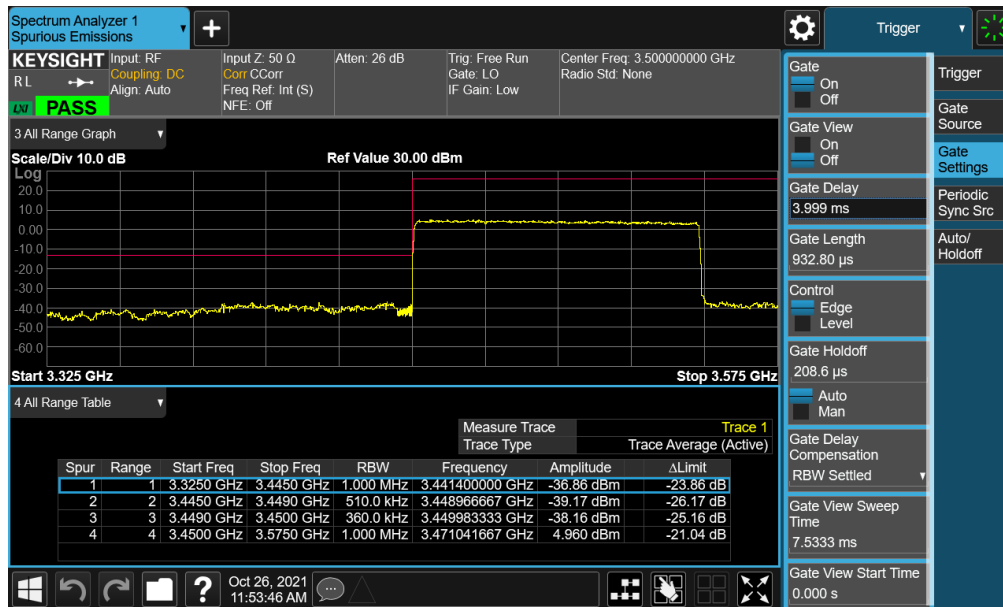 Spectrum Analyzer 1
Spurious Emissions
+
Trigger
KEYSIGHT
R L
LXI
PASS
Input: RF
Coupling: DC
Align: Auto
Input Z: 50 Ω
Corr CCorr
Freq Ref: Int (S)
NFE: Off
Atten: 26 dB
Trig: Free Run
Gate: LO
IF Gain: Low
Center Freq: 3.500000000 GHz
Radio Std: None
3 All Range Graph
Scale/Div 10.0 dB Ref Value 30.00 dBm
Log
20.0
10.0
0.00
-10.0
-20.0
-30.0
-40.0
-50.0
-60.0
Start 3.325 GHz Stop 3.575 GHz
4 All Range Table
Measure Trace Trace 1
Trace Type Trace Average (Active)
Spur Range Start Freq Stop Freq RBW Frequency Amplitude ΔLimit
1 1 3.3250 GHz 3.4450 GHz 1.000 MHz 3.441400000 GHz -36.86 dBm -23.86 dB
2 2 3.4450 GHz 3.4490 GHz 510.0 kHz 3.448966667 GHz -39.17 dBm -26.17 dB
3 3 3.4490 GHz 3.4500 GHz 360.0 kHz 3.449983333 GHz -38.16 dBm -25.16 dB
4 4 3.4500 GHz 3.5750 GHz 1.000 MHz 3.471041667 GHz 4.960 dBm -21.04 dB
?
Oct 26, 2021
11:53:46 AM
Gate
On
Off
Gate View
On
Off
Gate Delay
3.999 ms
Gate Length
932.80 µs
Control
Edge
Level
Gate Holdoff
208.6 µs
Auto
Man
Gate Delay
Compensation
RBW Settled
Gate View Sweep
Time
7.5333 ms
Gate View Start Time
0.000 s
Trigger
Gate
Source
Gate
Settings
Periodic
Sync Src
Auto/
Holdoff